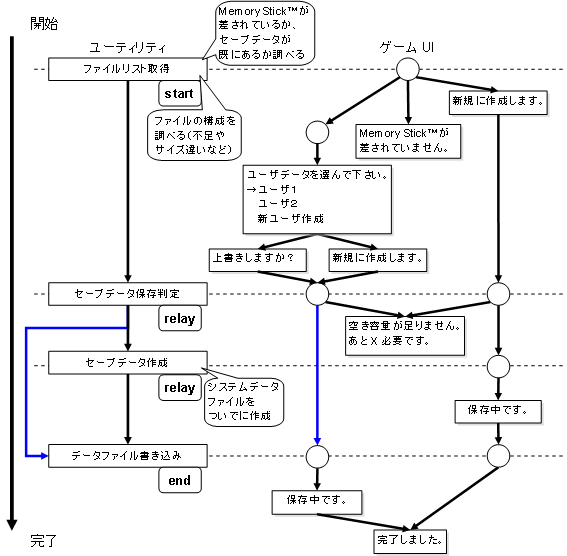 開始
Memory Stick™が
差されているか、
セーブデータが
既にあるか調べる
ユーティリティ
ゲーム UI
ファイルリスト取得
start
ファイルの構成を
調べる(不足や
サイズ違いなど)
新規に作成します。
Memory Stick™が
差されていません。
ユーザデータを選んで下さい。
→ユーザ1
ユーザ2
新ユーザ作成
上書きしますか?
新規に作成します。
セーブデータ保存判定
relay
空き容量が足りません。
あとX 必要です。
セーブデータ作成
relay
システムデータ
ファイルを
ついでに作成
保存中です。
データファイル書き込み
end
保存中です。
完了しました。
完了